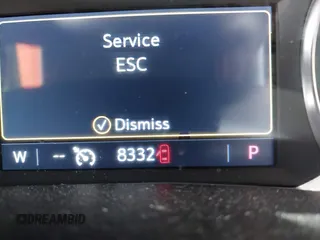 Service
ESC
Dismiss
W -- 8332 P
DREAMBID